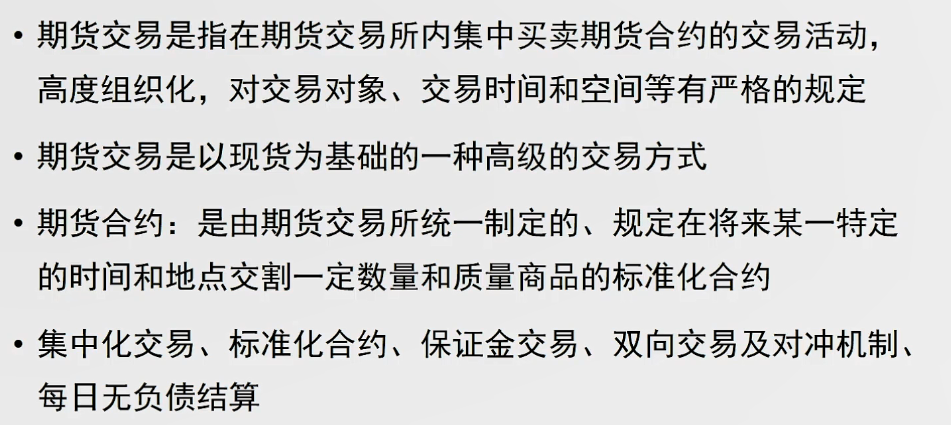 • 期货交易是指在期货交易所内集中买卖期货合约的交易活动，
高度组织化，对交易对象、交易时间和空间等有严格的规定
• 期货交易是以现货为基础的一种高级的交易方式
• 期货合约：是由期货交易所统一制定的、规定在将来某一特定
的时间和地点交割一定数量和质量商品的标准化合约
• 集中化交易、标准化合约、保证金交易、双向交易及对冲机制、
每日无负债结算